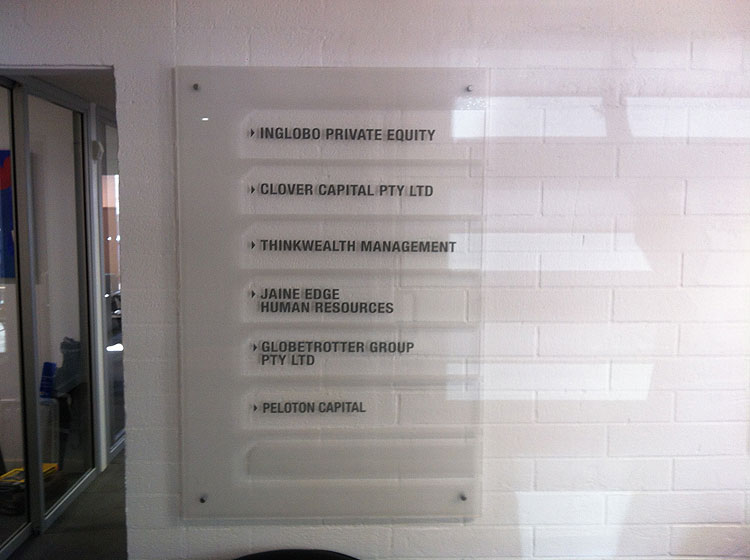 INGLOBO PRIVATE EQUITY
CLOVER CAPITAL PTY LTD
THINKWEALTH MANAGEMENT
JAINE EDGE
HUMAN RESOURCES
GLOBETROTTER GROUP
PTY LTD
PELOTON CAPITAL